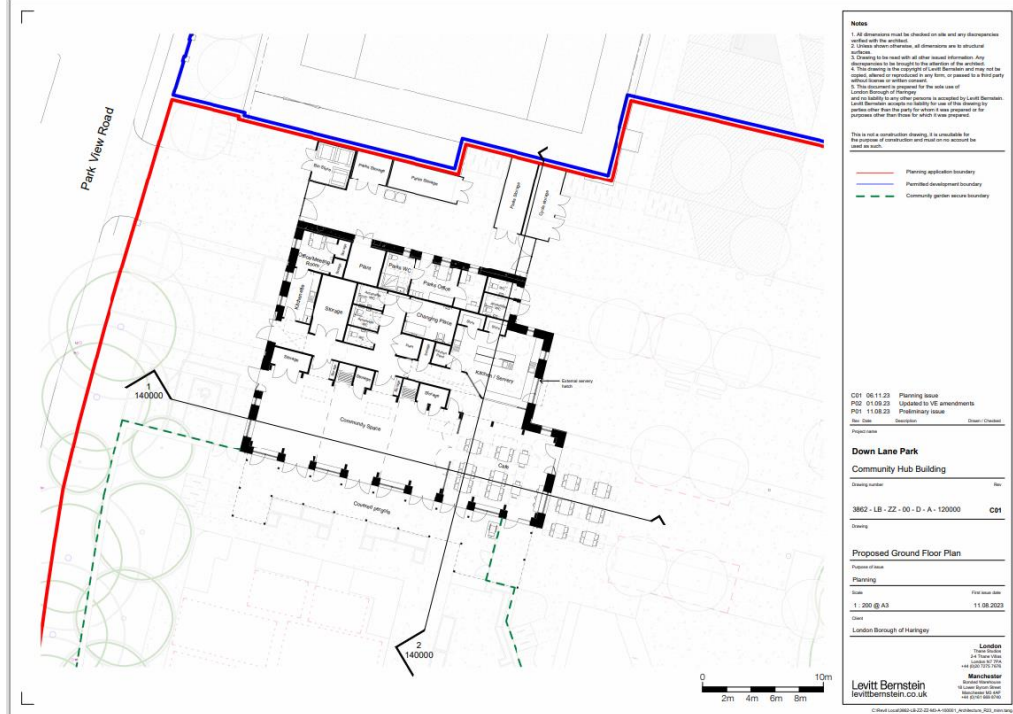 Park View Road
Bin Store
Parks Storage
Parks Storage
Parks Storage
Cycle storage
Office/Meeting
Room
Plant
Parks WC
Parks Office
Kitchenette
Storage
Changing Place
Kitchen / Servery
External servery
hatch
Storage
Storage
Community Space
Café
Covered pergola
1
140000
2
140000
0
10m
2m 4m 6m 8m
Notes
1. All dimensions must be checked on site and any discrepancies
verified with the architect.
2. Unless shown otherwise, all dimensions are to structural
surfaces.
3. Drawing to be read with all other issued information. Any
discrepancies to be brought to the attention of the architect.
4. This drawing is the copyright of Levitt Bernstein and may not be
copied, altered or reproduced in any form, or passed to a third party
without license or written consent.
5. This document is prepared for the sole use of
London Borough of Haringey
and no liability to any other persons is accepted by Levitt Bernstein.
Levitt Bernstein accepts no liability for use of this drawing by
parties other than the party for whom it was prepared or for
purposes other than those for which it was prepared.
This is not a construction drawing, it is unsuitable for
the purpose of construction and must on no account be
used as such.
Planning application boundary
Permitted development boundary
Community garden secure boundary
C01 06.11.23 Planning issue
P02 01.09.23 Updated to VE amendments
P01 11.08.23 Preliminary issue
Rev Date Description Drawn / Checked
Project name
Down Lane Park
Community Hub Building
Drawing number Rev
3862 - LB - ZZ - 00 - D - A - 120000 C01
Drawing
Proposed Ground Floor Plan
Purpose of issue
Planning
Scale First issue date
1 : 200 @ A3 11.08.2023
Client
London Borough of Haringey
London
Thane Studios
2-4 Thane Villas
London N7 7PA
+44 (0)20 7275 7676
Manchester
Bonded Warehouse
18 Lower Byrom Street
Manchester M3 4AP
+44 (0)161 669 8740
Levitt Bernstein
levittbernstein.co.uk